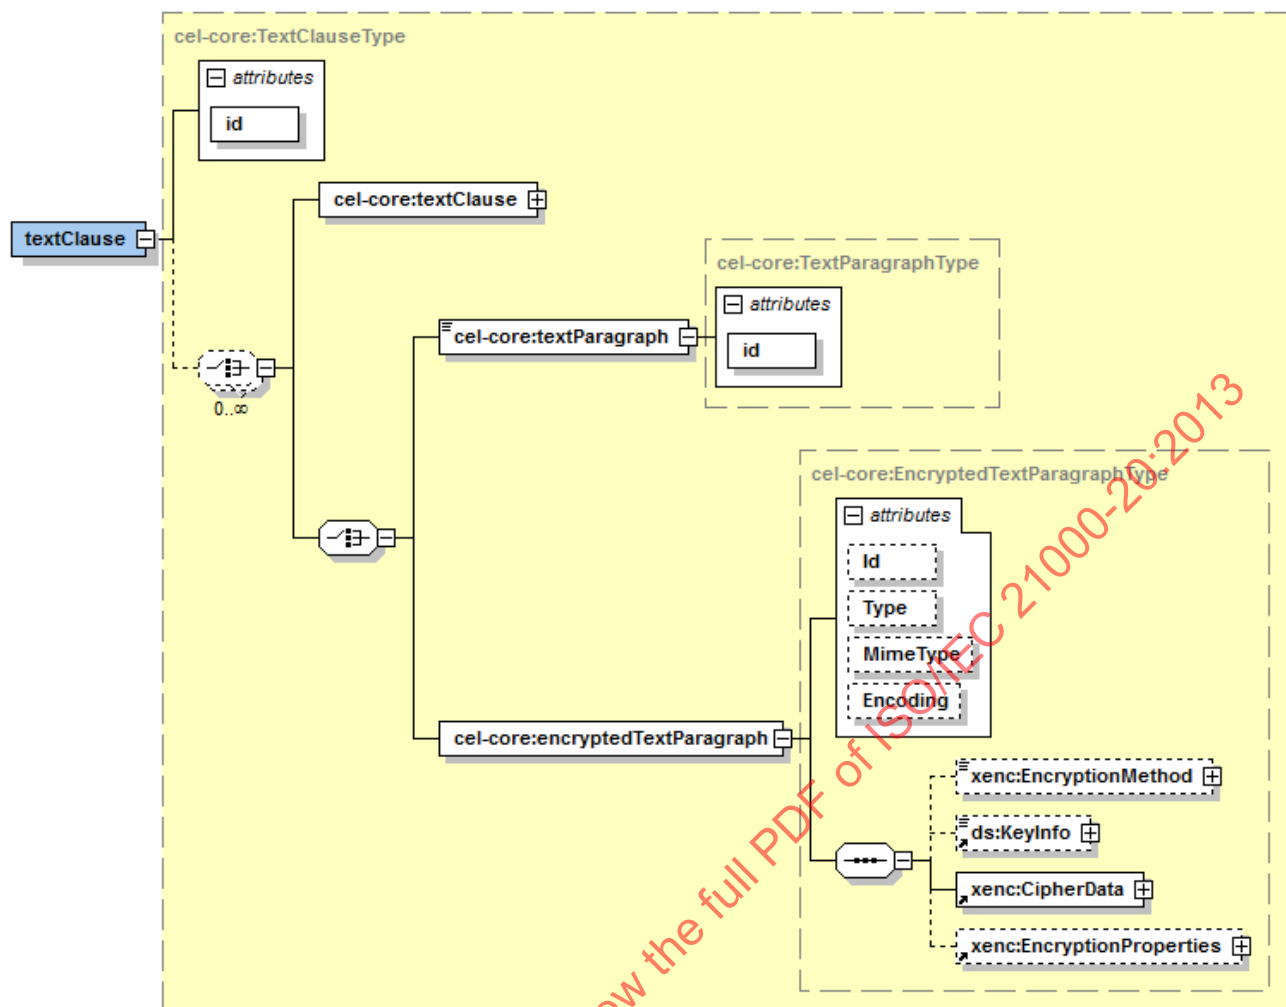 cel-core:TextClauseType
attributes
id
cel-core:textClause
textClause
cel-core:TextParagraphType
attributes
cel-core:textParagraph
id
0..∞
cel-core:EncryptedTextParagraphType
attributes
Id
Type
MimeType
Encoding
cel-core:encryptedTextParagraph
xenc:EncryptionMethod
ds:KeyInfo
xenc:CipherData
xenc:EncryptionProperties
the full PDF of ISO/IEC 21000-20:2013